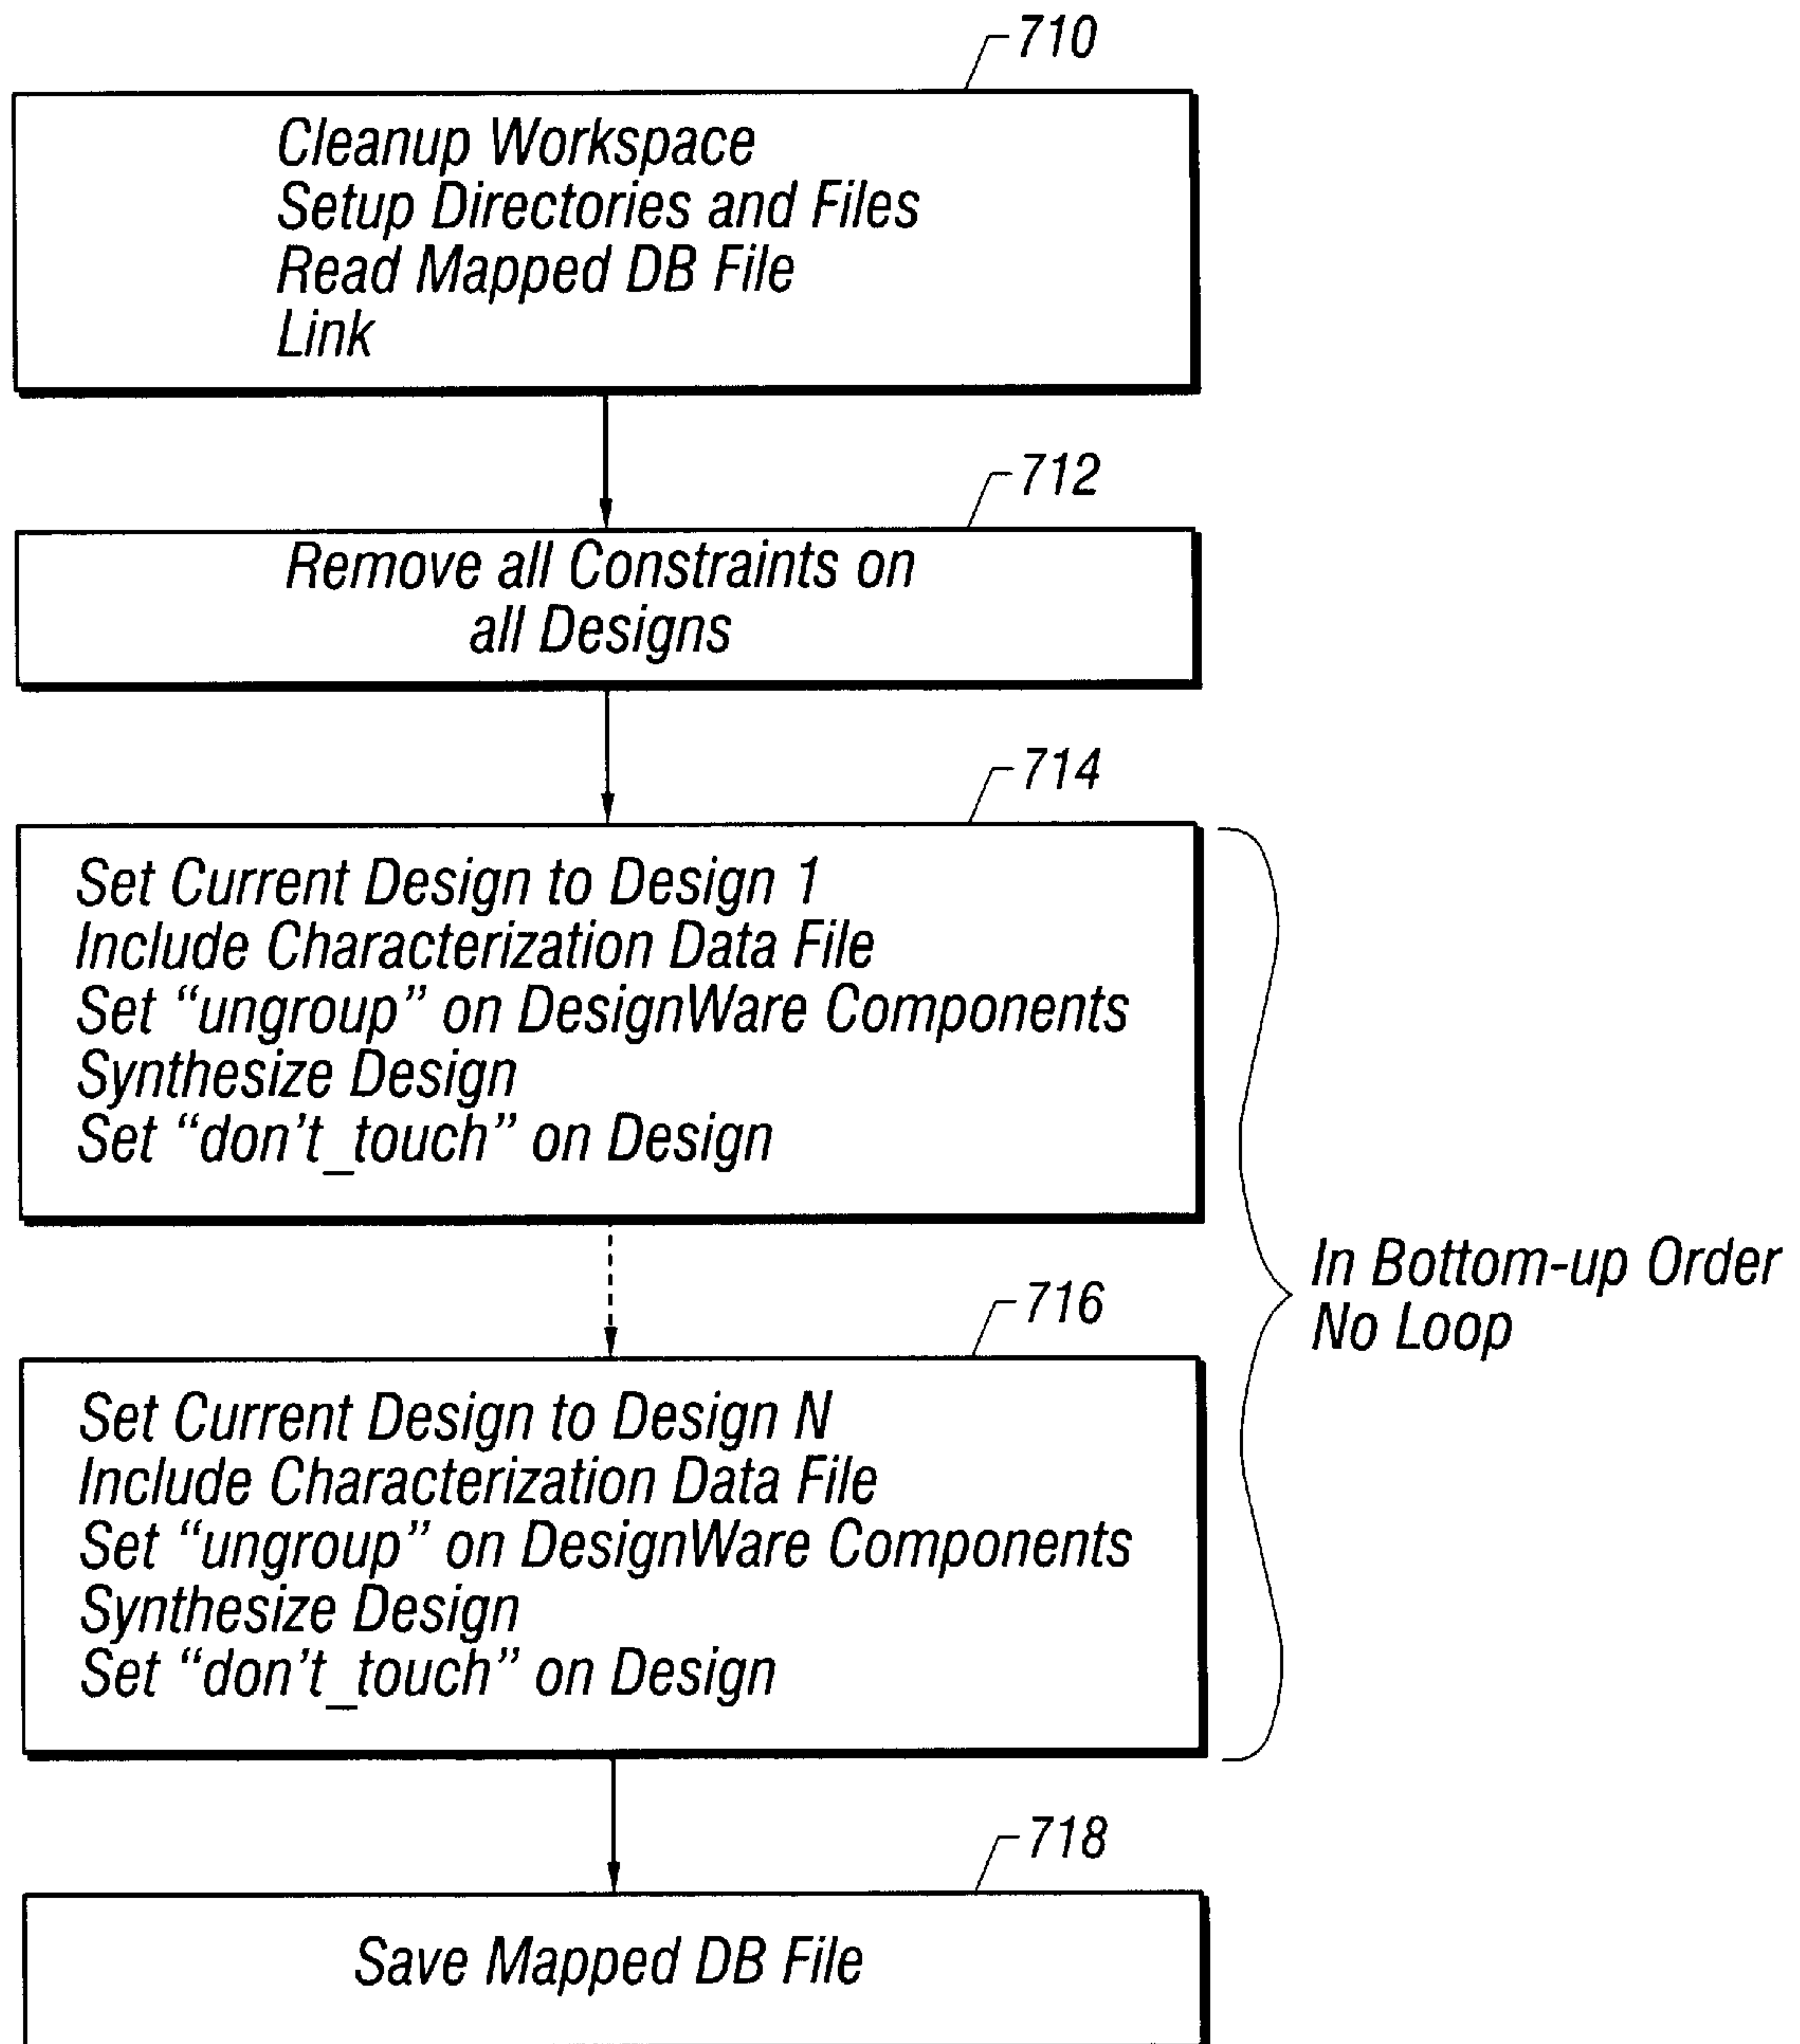 710
Cleanup Workspace
Setup Directories and Files
Read Mapped DB File
Link
712
Remove all Constraints on
all Designs
714
Set Current Design to Design 1
Include Characterization Data File
Set “ungroup” on DesignWare Components
Synthesize Design
Set “don't_touch” on Design
In Bottom-up Order
No Loop
716
Set Current Design to Design N
Include Characterization Data File
Set “ungroup” on DesignWare Components
Synthesize Design
Set “don't_touch” on Design
718
Save Mapped DB File